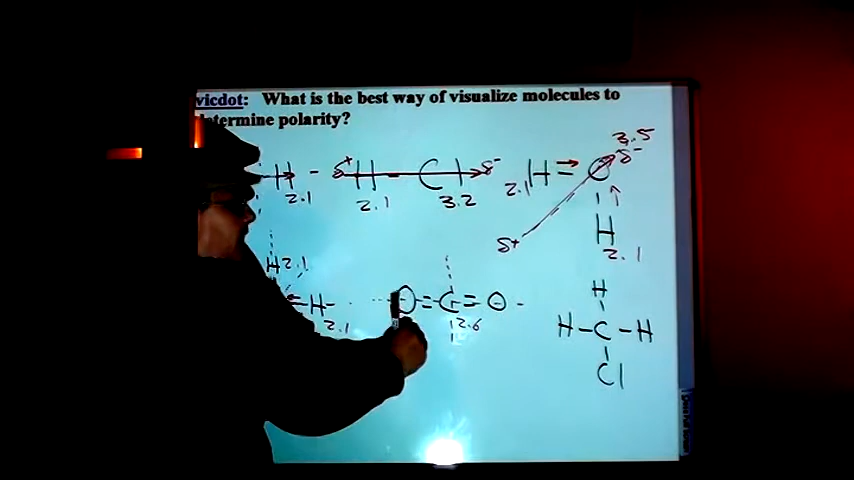 vicdot: What is the best way of visualize molecules to
determine polarity?
H - δ+ H - Cl δ- H = O δ- 3.5
2.1 2.1 3.2 2.1
δ+ H
2.1
H 2.1
H
H- O = C = O -
2.1 2.6
H - C - H
Cl